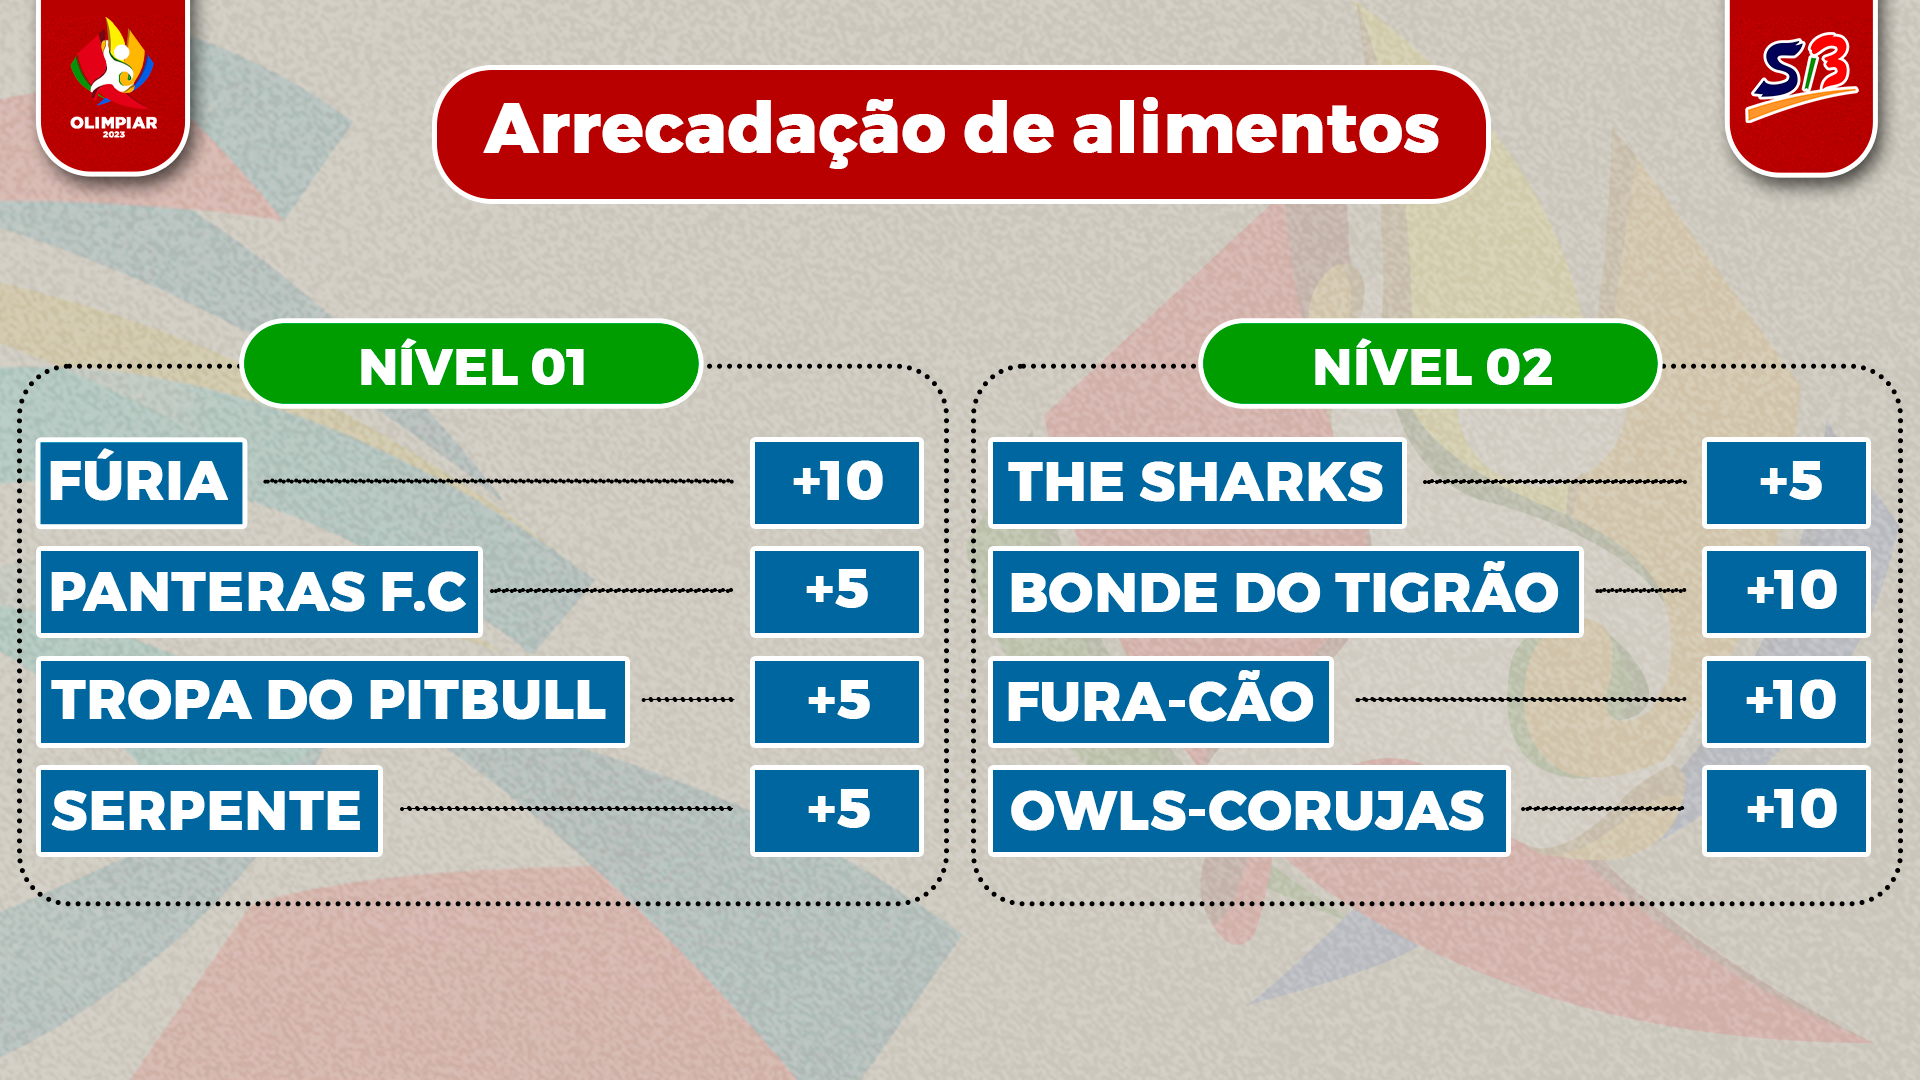 OLIMPIAR
2023
SiB
Arrecadação de alimentos
NÍVEL 01
FÚRIA +10
PANTERAS F.C +5
TROPA DO PITBULL +5
SERPENTE +5
NÍVEL 02
THE SHARKS +5
BONDE DO TIGRÃO +10
FURA-CÃO +10
OWLS-CORUJAS +10